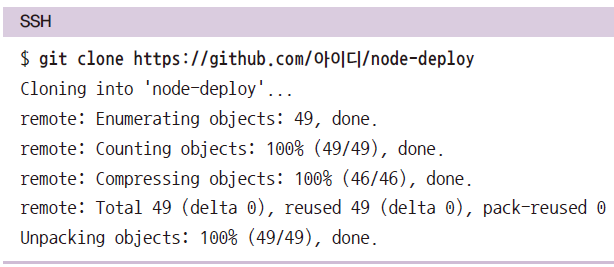 SSH
$ git clone https://github.com/아이디/node-deploy
Cloning into 'node-deploy'...
remote: Enumerating objects: 49, done.
remote: Counting objects: 100% (49/49), done.
remote: Compressing objects: 100% (46/46), done.
remote: Total 49 (delta 0), reused 49 (delta 0), pack-reused 0
Unpacking objects: 100% (49/49), done.